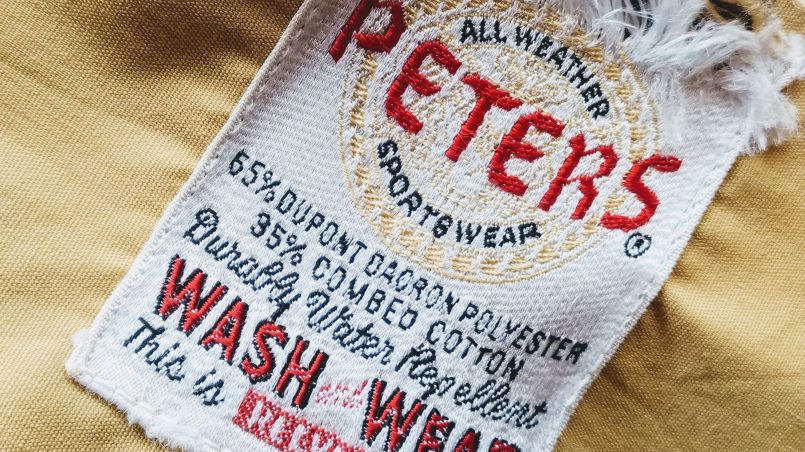 ALL WEATHER
PETERS
SPORTSWEAR
®
65% DUPONT DACRON POLYESTER
35% COMBED COTTON
Durably Water Repellent
WASH and WEAR
This is